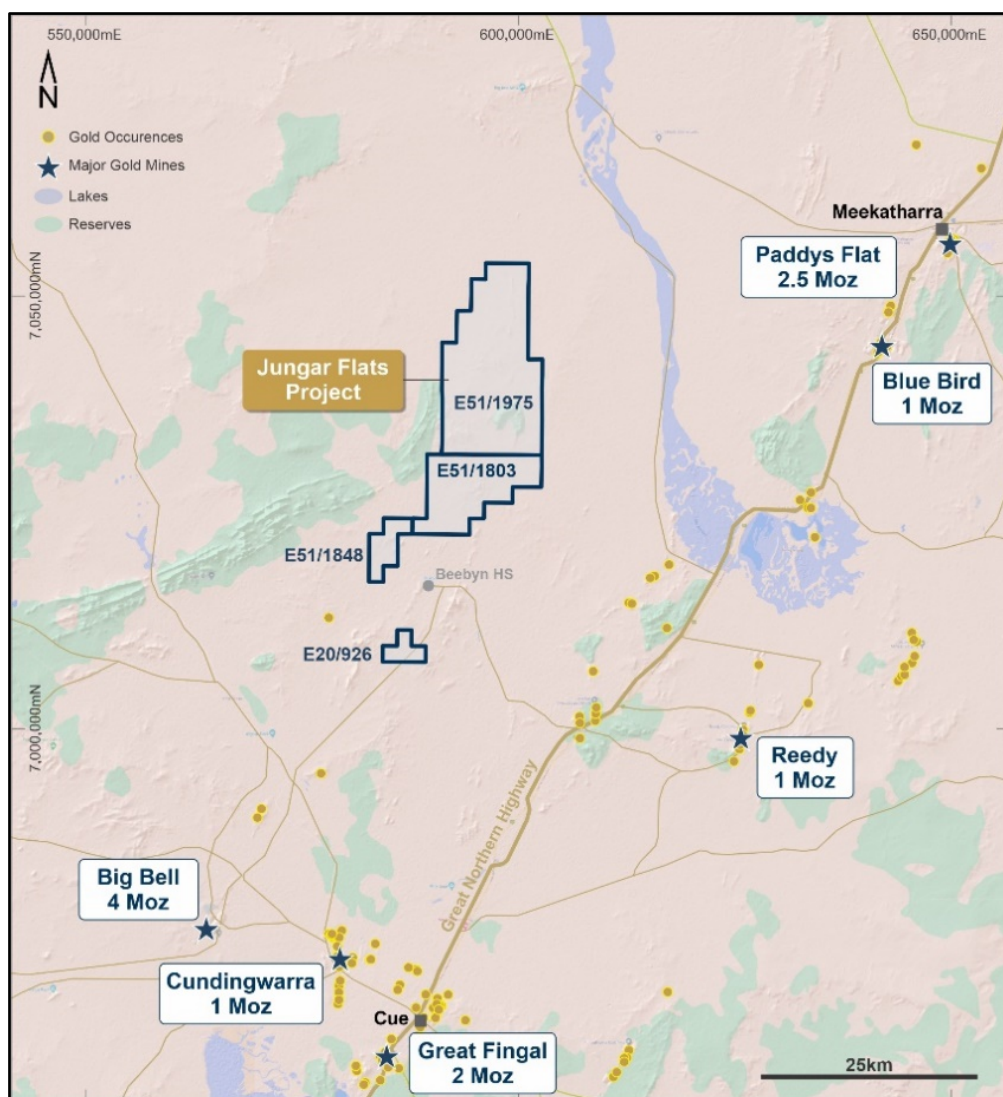 550,000mE
600,000mE
650,000mE
N
Gold Occurences
Major Gold Mines
Lakes
Reserves
Meekatharra
Paddys Flat
2.5 Moz
7,050,000mN
Jungar Flats
Project
Blue Bird
1 Moz
E51/1975
E51/1803
E51/1848
Beebyn HS
E20/926
7,000,000mN
Reedy
1 Moz
Great Northern Highway
Big Bell
4 Moz
Cundingwarra
1 Moz
Cue
Great Fingal
2 Moz
25km